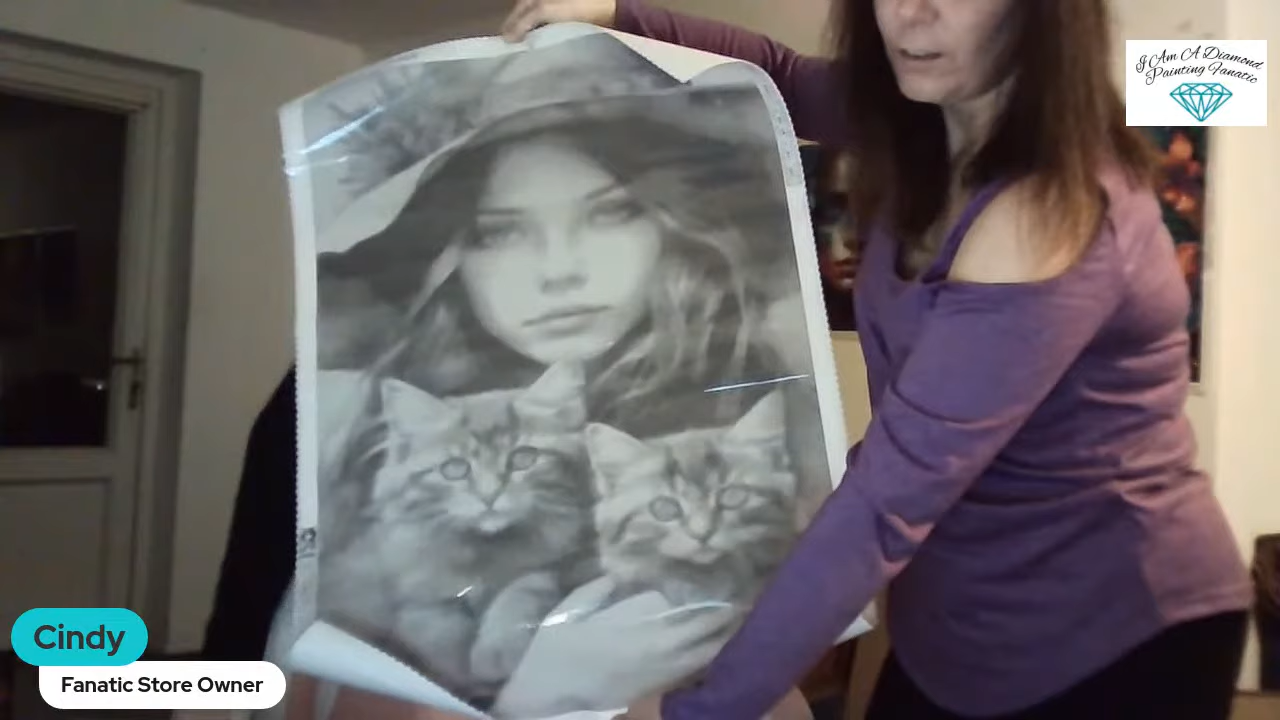 I Am A Diamond
Painting Fanatic
Cindy
Fanatic Store Owner